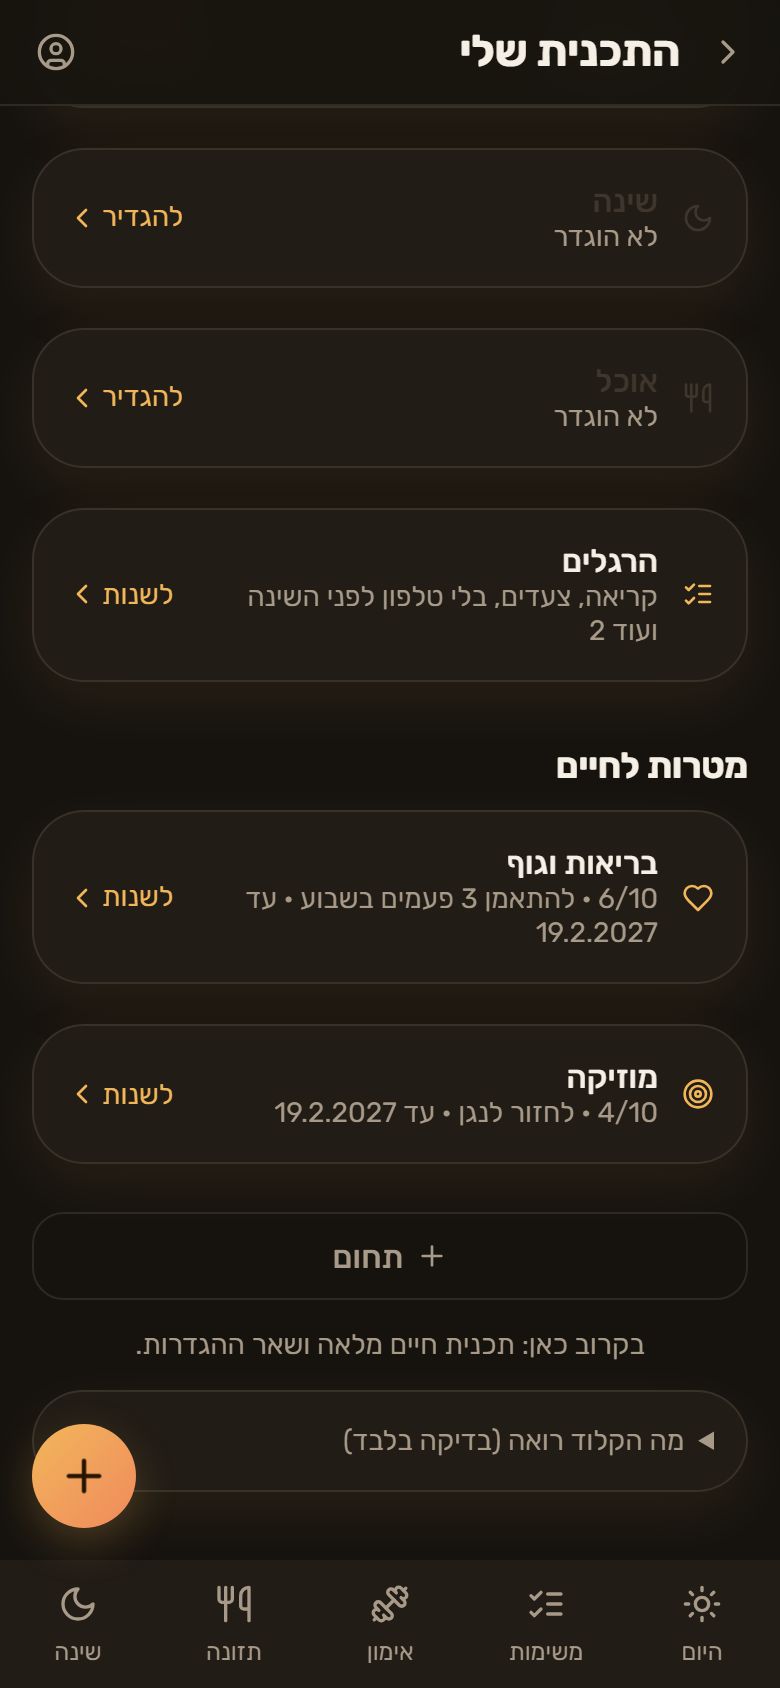 התכנית שלי
שינה
לא הוגדר
להגדיר
אוכל
לא הוגדר
להגדיר
הרגלים
קריאה, צעדים, בלי טלפון לפני השינה
ועוד 2
לשנות
מטרות לחיים
בריאות וגוף
6/10 • להתאמן 3 פעמים בשבוע • עד
19.2.2027
לשנות
מוזיקה
4/10 • לחזור לנגן • עד 19.2.2027
לשנות
+ תחום
בקרוב כאן: תכנית חיים מלאה ושאר ההגדרות.
מה הקלוד רואה (בדיקה בלבד)
היום
משימות
אימון
תזונה
שינה